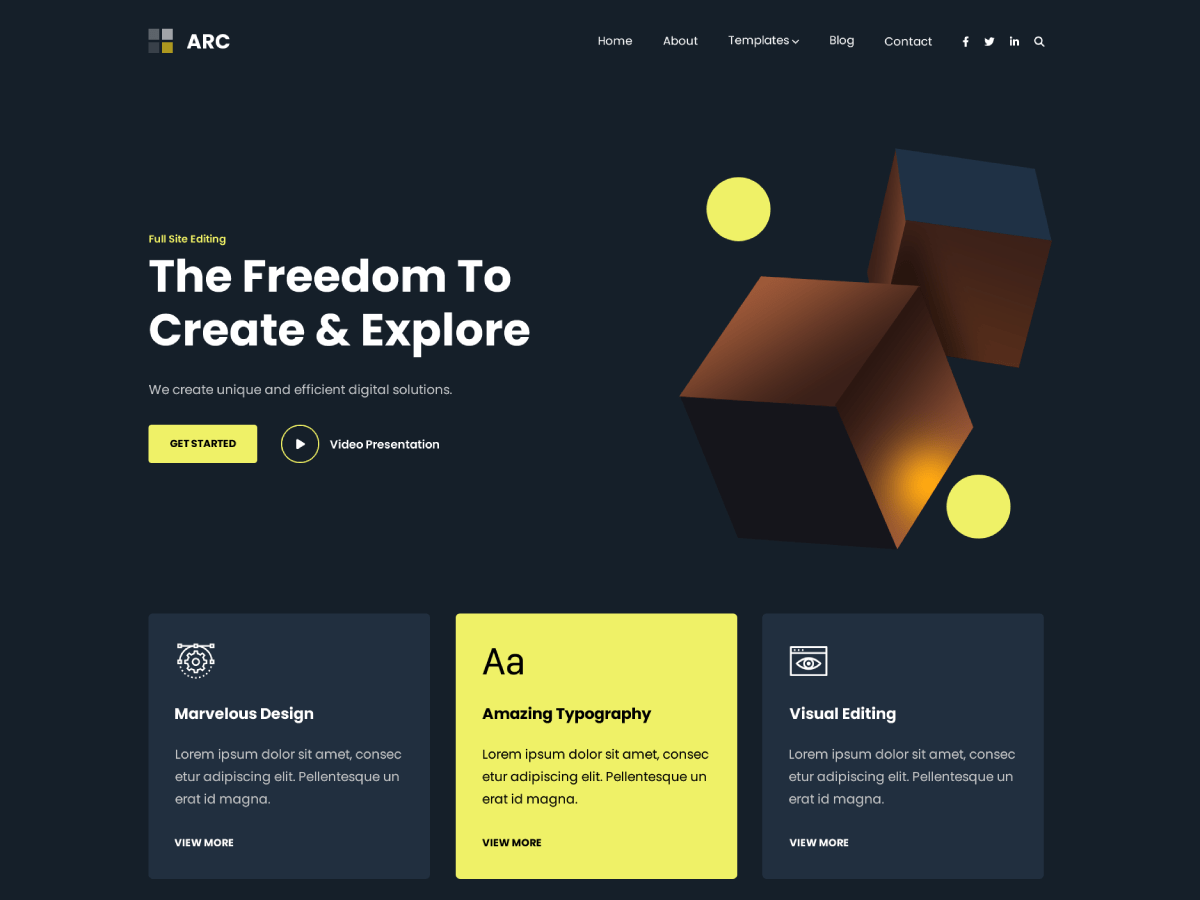 ARC
Home About Templates Blog Contact
Full Site Editing
The Freedom To
Create & Explore
We create unique and efficient digital solutions.
GET STARTED
Video Presentation
Marvelous Design
Lorem ipsum dolor sit amet, consec
etur adipiscing elit. Pellentesque un
erat id magna.
VIEW MORE
Aa
Amazing Typography
Lorem ipsum dolor sit amet, consec
etur adipiscing elit. Pellentesque un
erat id magna.
VIEW MORE
Visual Editing
Lorem ipsum dolor sit amet, consec
etur adipiscing elit. Pellentesque un
erat id magna.
VIEW MORE